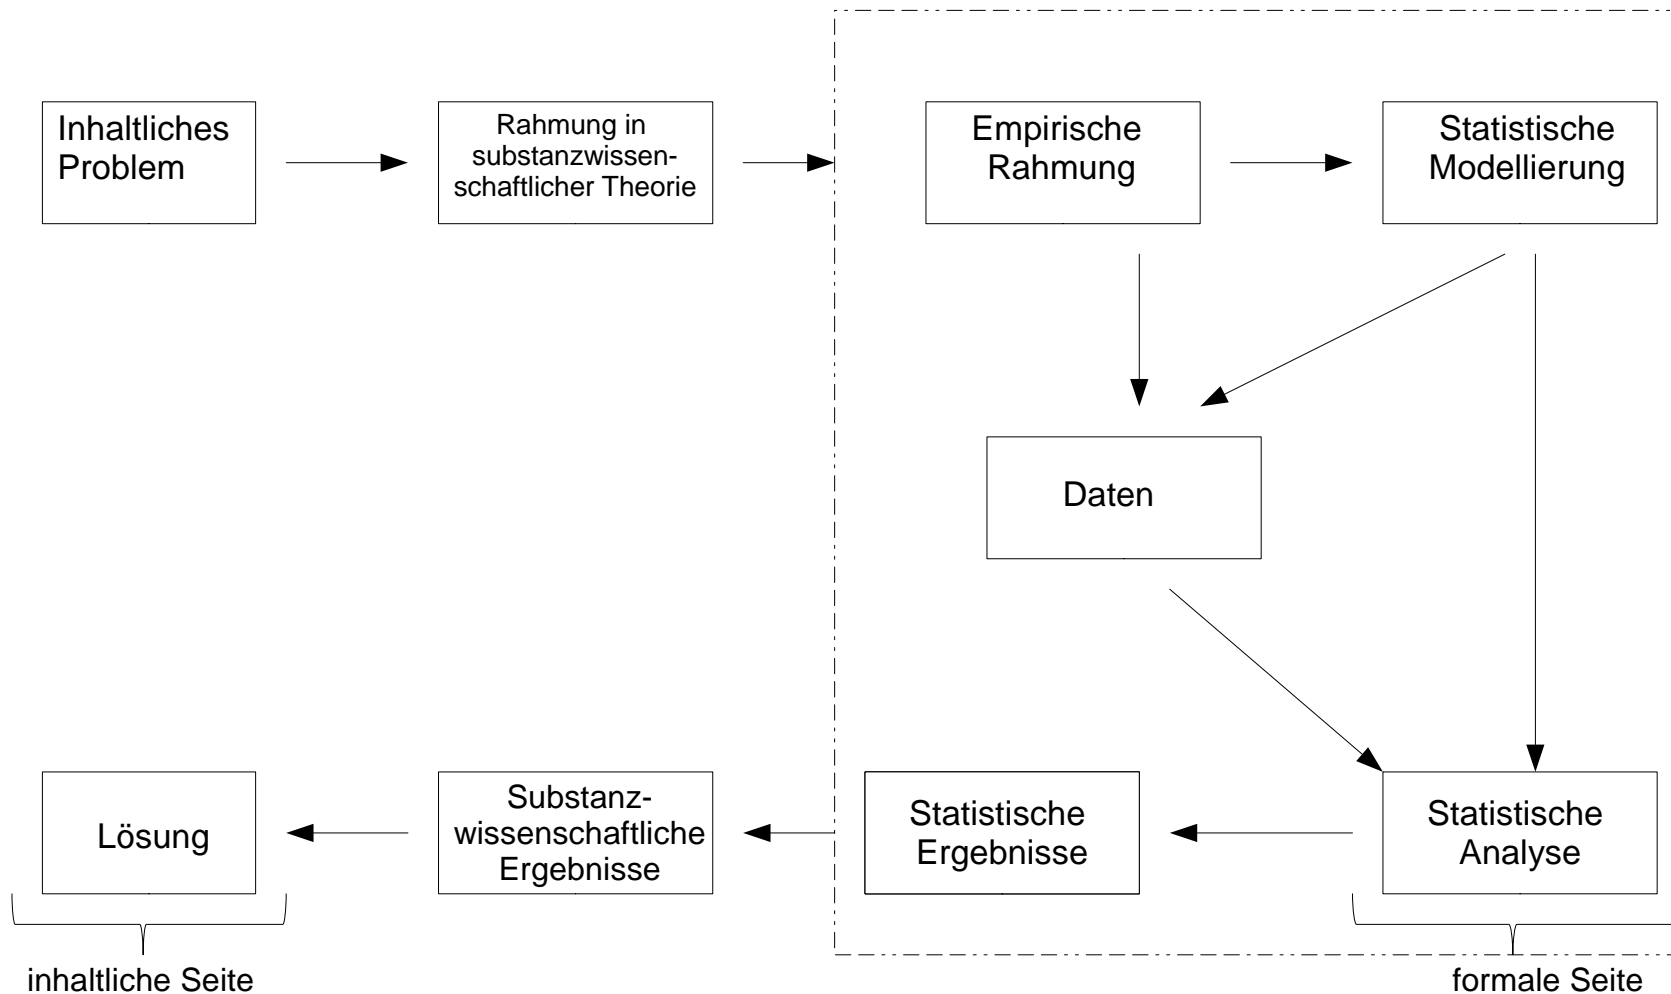 Inhaltliches
Problem
Rahmung in
substanzwissen-
schaftlicher Theorie
Empirische
Rahmung
Statistische
Modellierung
Daten
Lösung
Substanz-
wissenschaftliche
Ergebnisse
Statistische
Ergebnisse
Statistische
Analyse
inhaltliche Seite
formale Seite